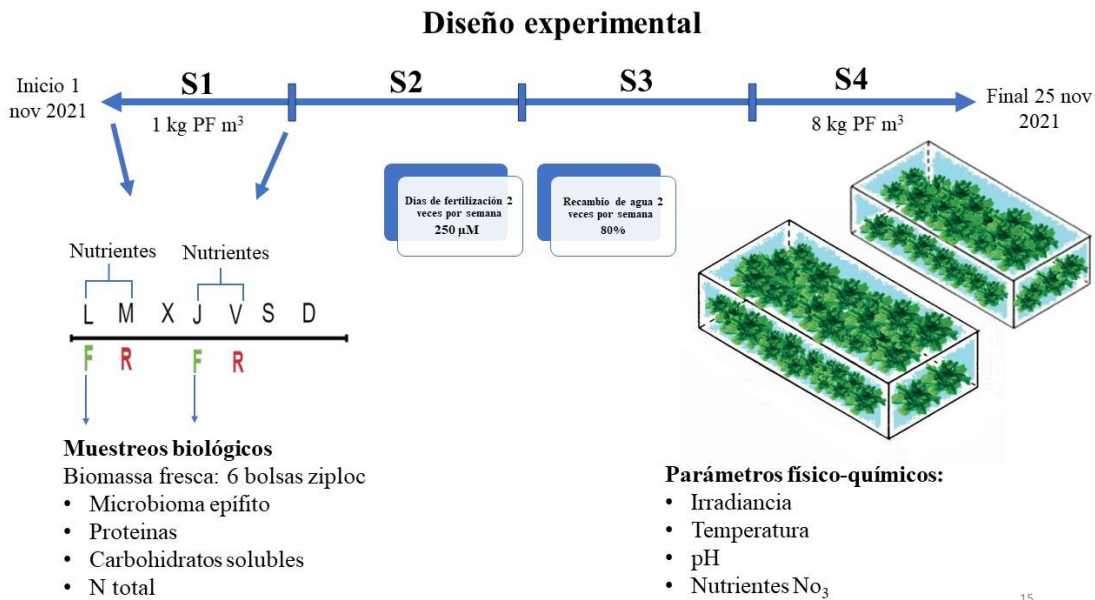 Diseño experimental
Inicio 1
nov 2021
S1
S2
S3
S4
Final 25 nov
2021
1 kg PF m³
8 kg PF m³
Días de fertilización 2
veces por semana
250 µM
Recambio de agua 2
veces por semana
80%
Nutrientes
Nutrientes
L M X J V S D
F R F R
Muestreos biológicos
Biomassa fresca: 6 bolsas ziploc
• Microbioma epífito
• Proteinas
• Carbohidratos solubles
• N total
Parámetros físico-químicos:
• Irradiancia
• Temperatura
• pH
• Nutrientes No₃
15